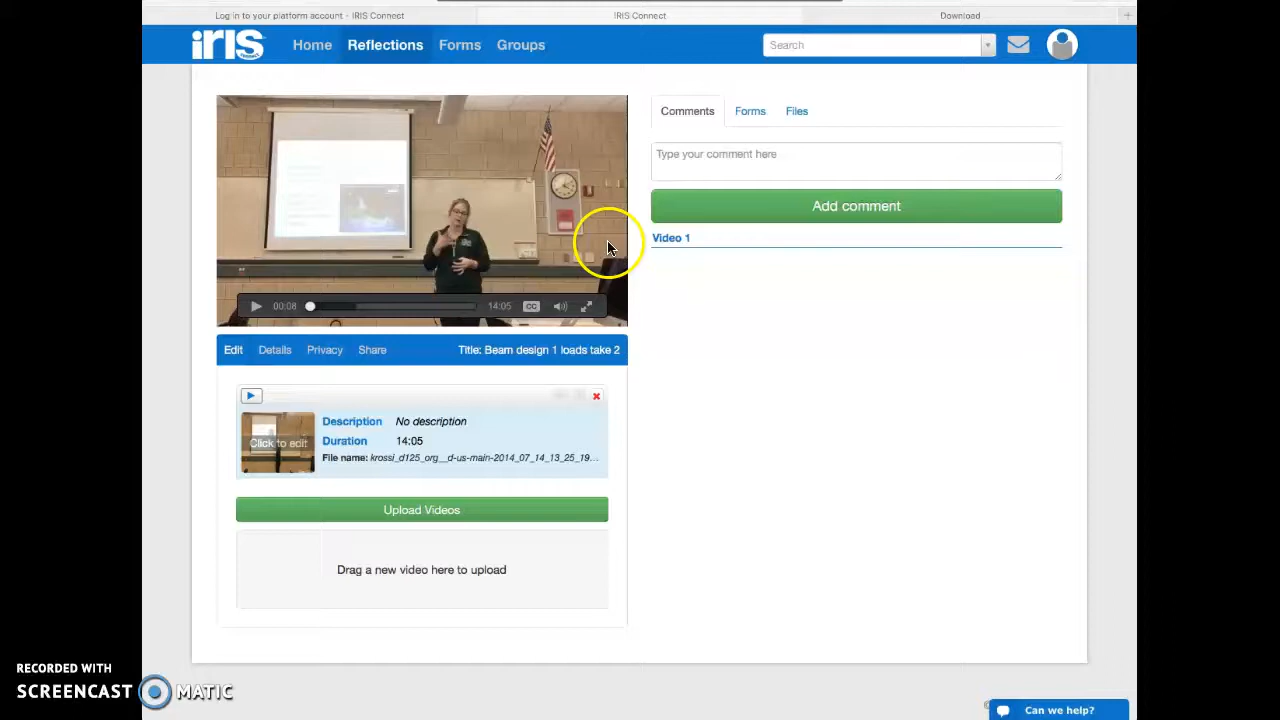 Log in to your platform account - IRIS Connect
IRIS Connect
Download
iRIS
CONNECT
Home
Reflections
Forms
Groups
Search
Comments
Forms
Files
Type your comment here
Add comment
Video 1
00:08
14:05
CC
Edit
Details
Privacy
Share
Title: Beam design 1 loads take 2
Click to edit
Description No description
Duration 14:05
File name: krossi_d125_org__d-us-main-2014_07_14_13_25_19...
Upload Videos
Drag a new video here to upload
RECORDED WITH
SCREENCAST MATIC
Can we help?